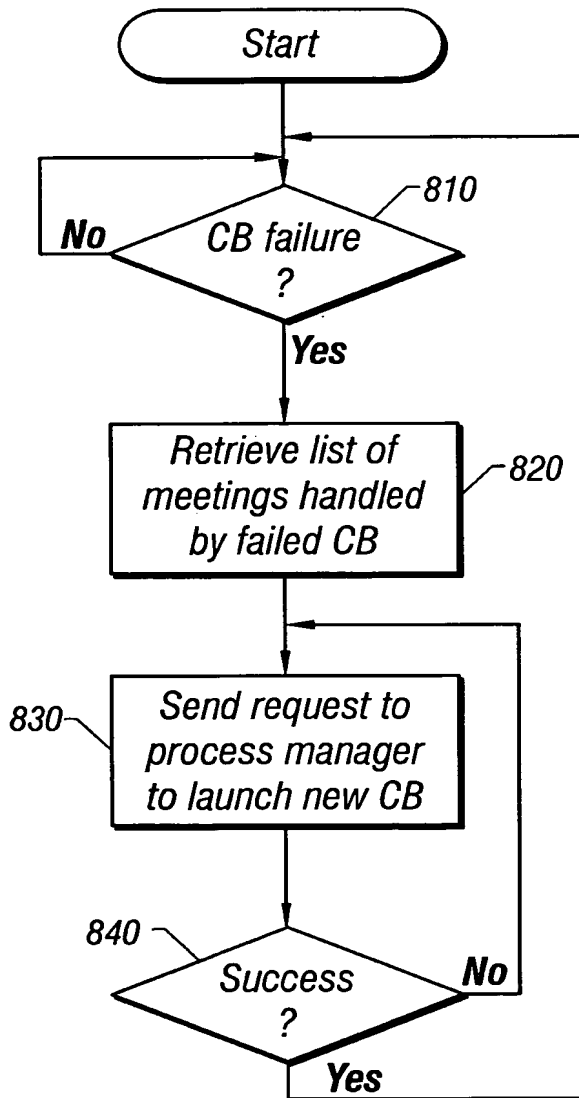 Start
810
No
CB failure
?
Yes
Retrieve list of
meetings handled
by failed CB
820
830
Send request to
process manager
to launch new CB
840
Success
?
No
Yes